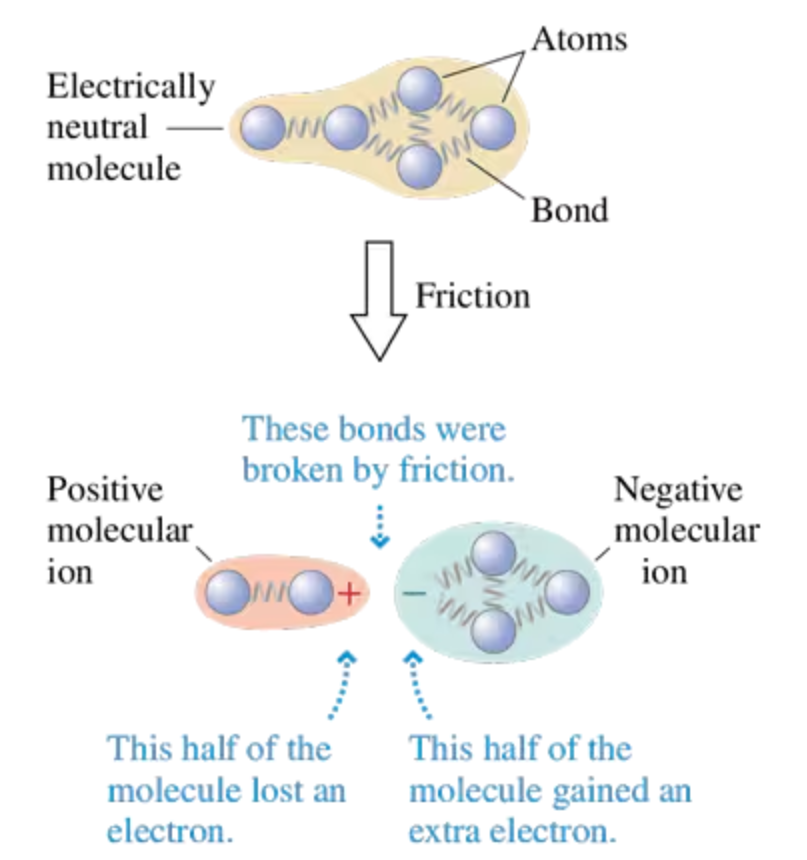 Atoms
Electrically
neutral
molecule
Bond
Friction
These bonds were
broken by friction.
Positive
molecular
ion
Negative
molecular
ion
+
−
This half of the
molecule lost an
electron.
This half of the
molecule gained an
extra electron.